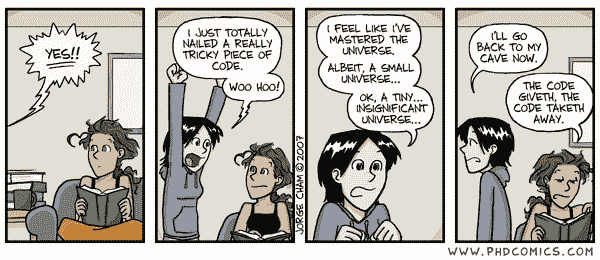 YES!!
I JUST TOTALLY
NAILED A REALLY
TRICKY PIECE OF
CODE.
WOO HOO!
JORGE CHAM © 2007
I FEEL LIKE I'VE
MASTERED THE
UNIVERSE.
ALBEIT, A SMALL
UNIVERSE...
OK, A TINY...
INSIGNIFICANT
UNIVERSE...
I'LL GO
BACK TO MY
CAVE NOW.
THE CODE
GIVETH, THE
CODE TAKETH
AWAY.
WWW.PHDCOMICS.COM